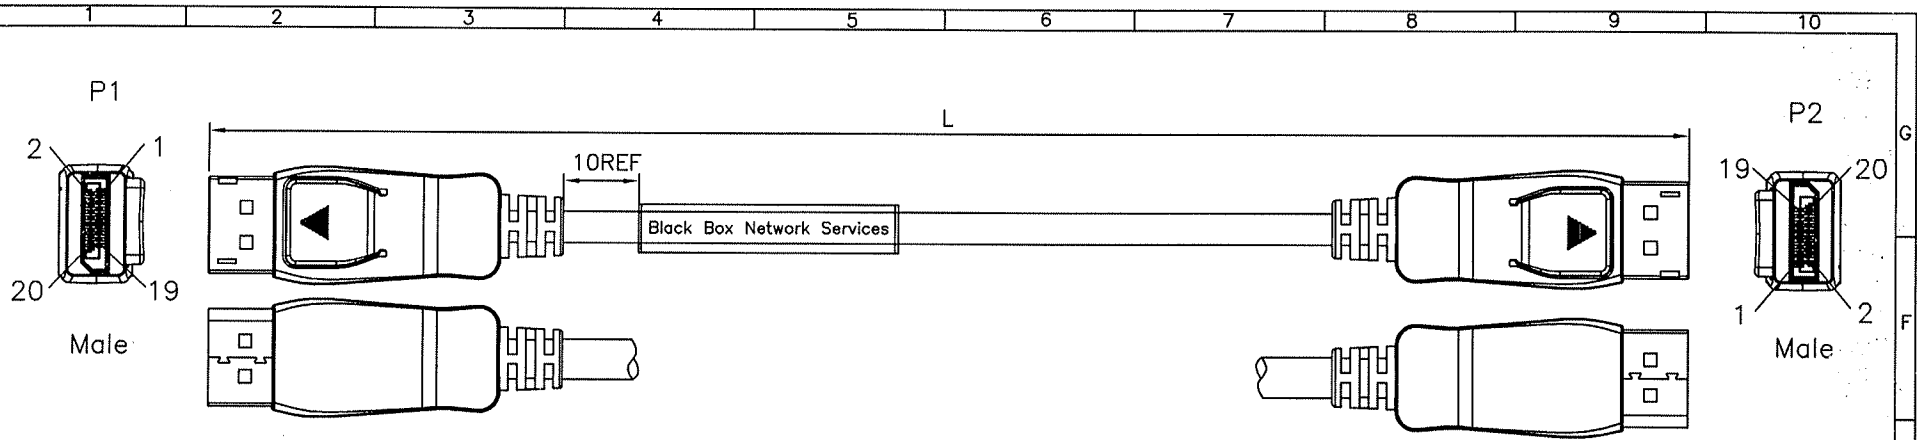 1 2 3 4 5 6 7 8 9 10
P1
L
P2
G
2 1
10REF
19 20
Black Box Network Services
20 19
1 2
F
Male
Male